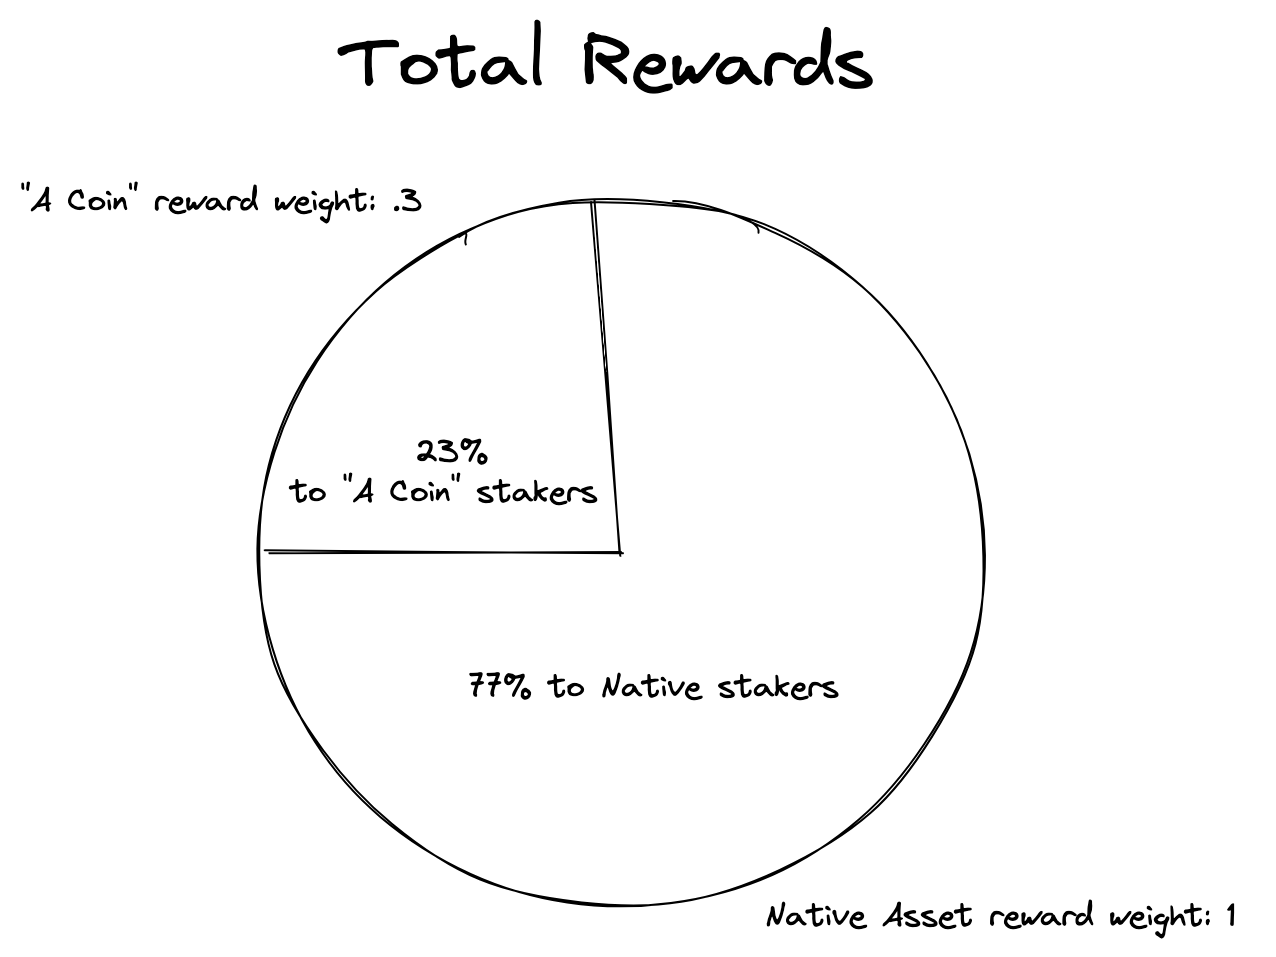 Total Rewards
"A Coin" reward weight: .3
23%
to "A Coin" stakers
77% to Native stakers
Native Asset reward weight: 1